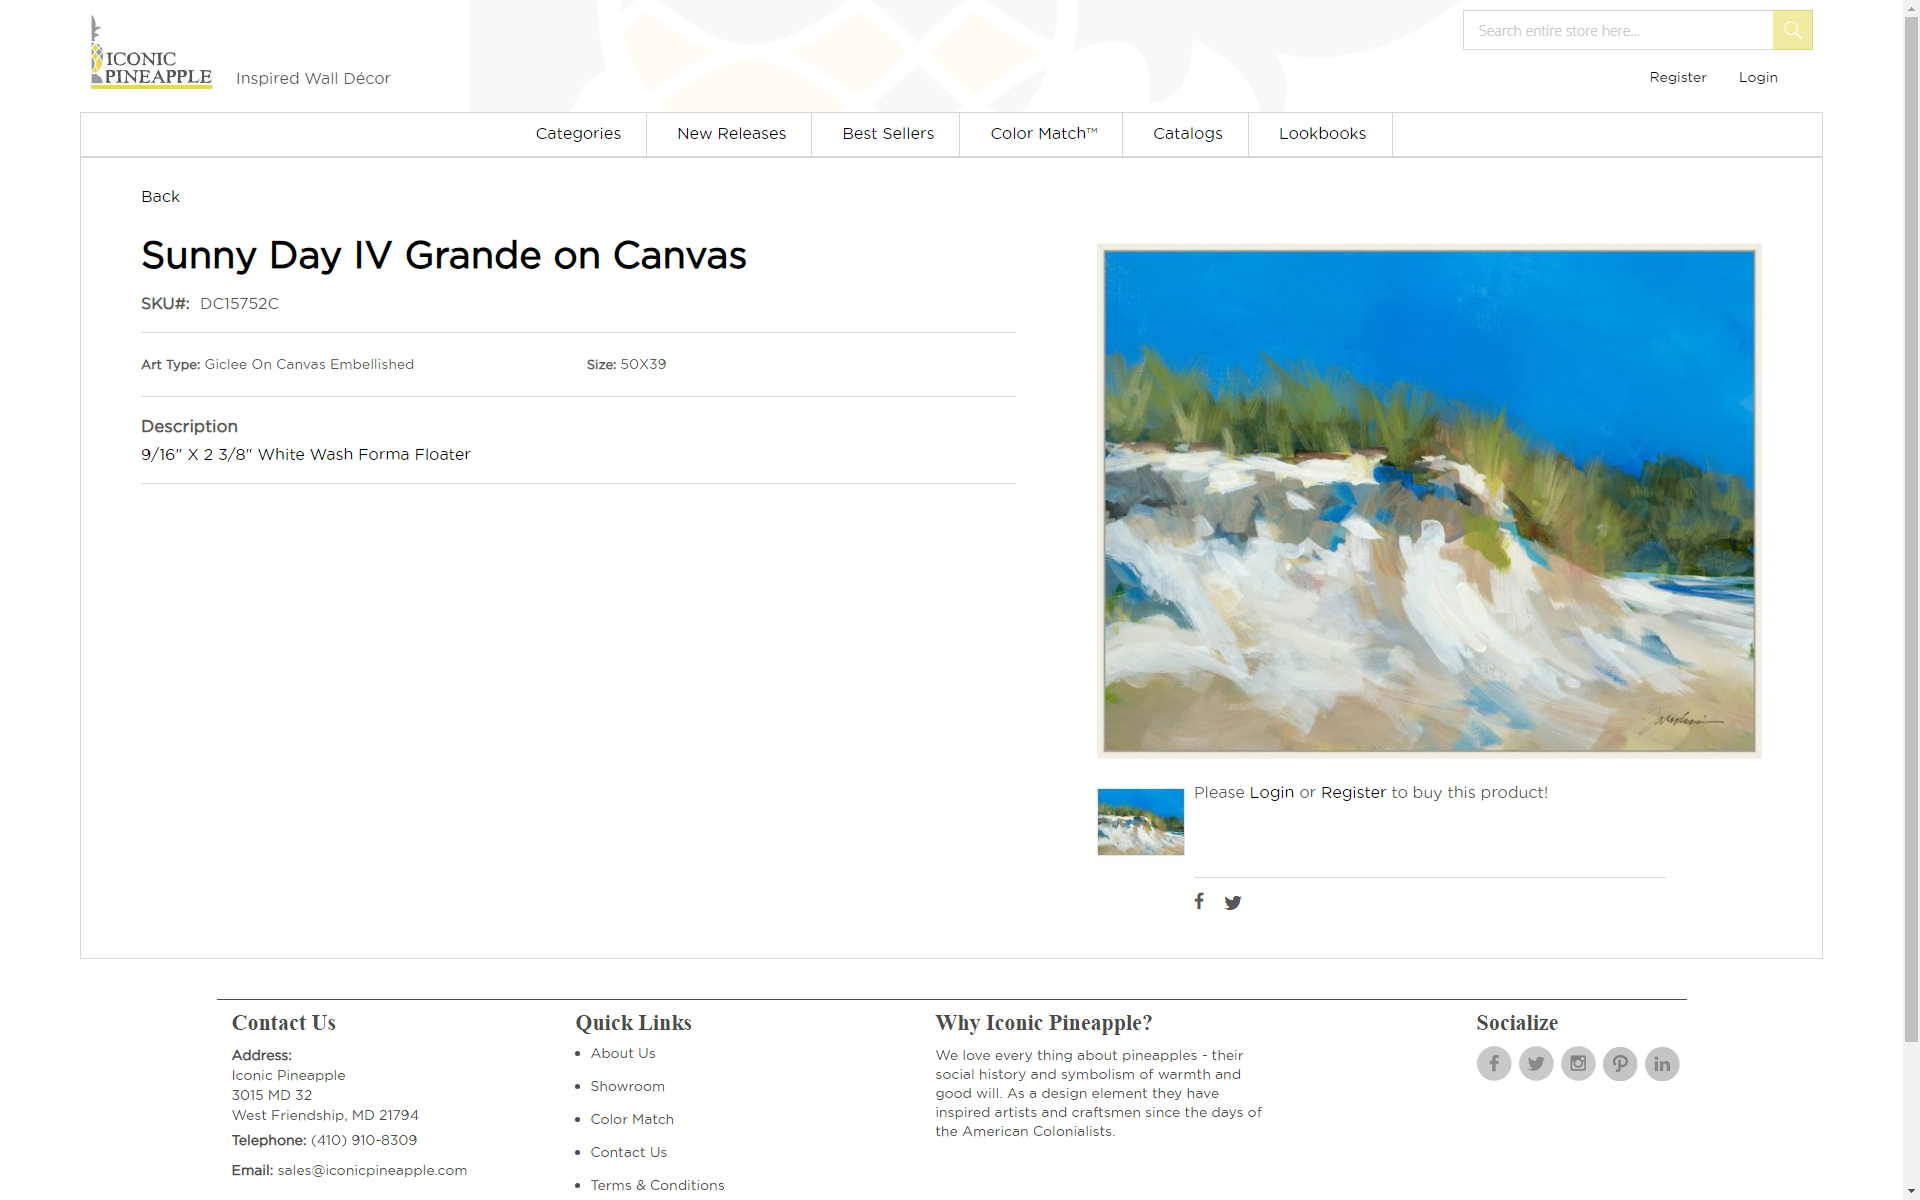 ICONIC
PINEAPPLE
Inspired Wall Décor
Search entire store here...
Register
Login
Categories
New Releases
Best Sellers
Color Match™
Catalogs
Lookbooks
Back
Sunny Day IV Grande on Canvas
SKU#: DC15752C
Art Type: Giclee On Canvas Embellished
Size: 50X39
Description
9/16" X 2 3/8" White Wash Forma Floater
Please Login or Register to buy this product!
Contact Us
Address:
Iconic Pineapple
3015 MD 32
West Friendship, MD 21794
Telephone: (410) 910-8309
Email: sales@iconicpineapple.com
Quick Links
About Us
Showroom
Color Match
Contact Us
Terms & Conditions
Why Iconic Pineapple?
We love every thing about pineapples - their
social history and symbolism of warmth and
good will. As a design element they have
inspired artists and craftsmen since the days of
the American Colonialists.
Socialize